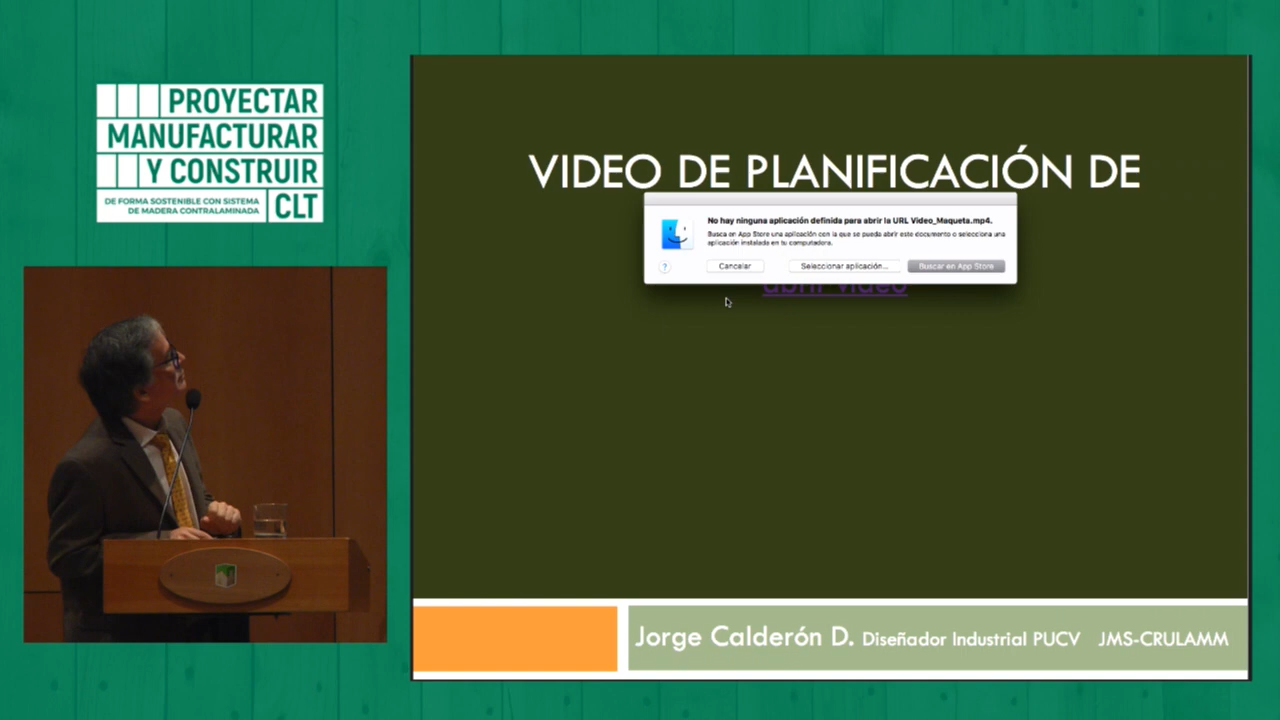 PROYECTAR
MANUFACTURAR
Y CONSTRUIR
DE FORMA SOSTENIBLE CON SISTEMA
DE MADERA CONTRALAMINADA
CLT
VIDEO DE PLANIFICACIÓN DE
No hay ninguna aplicación definida para abrir la URL Video_Maqueta.mp4.
Busca en App Store una aplicación con la que se pueda abrir este documento o selecciona una
aplicación instalada en tu computadora.
?
Cancelar
Seleccionar aplicación...
Buscar en App Store
abrir video
Jorge Calderón D. Diseñador Industrial PUCV JMS-CRULAMM